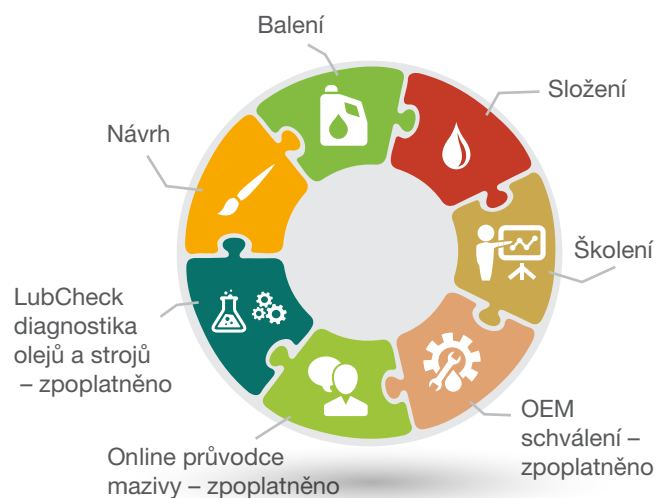 Balení
Složení
Návrh
Školení
LubCheck
diagnostika
olejů a strojů
– zpoplatněno
OEM
schválení –
zpoplatněno
Online průvodce
mazivy – zpoplatněno